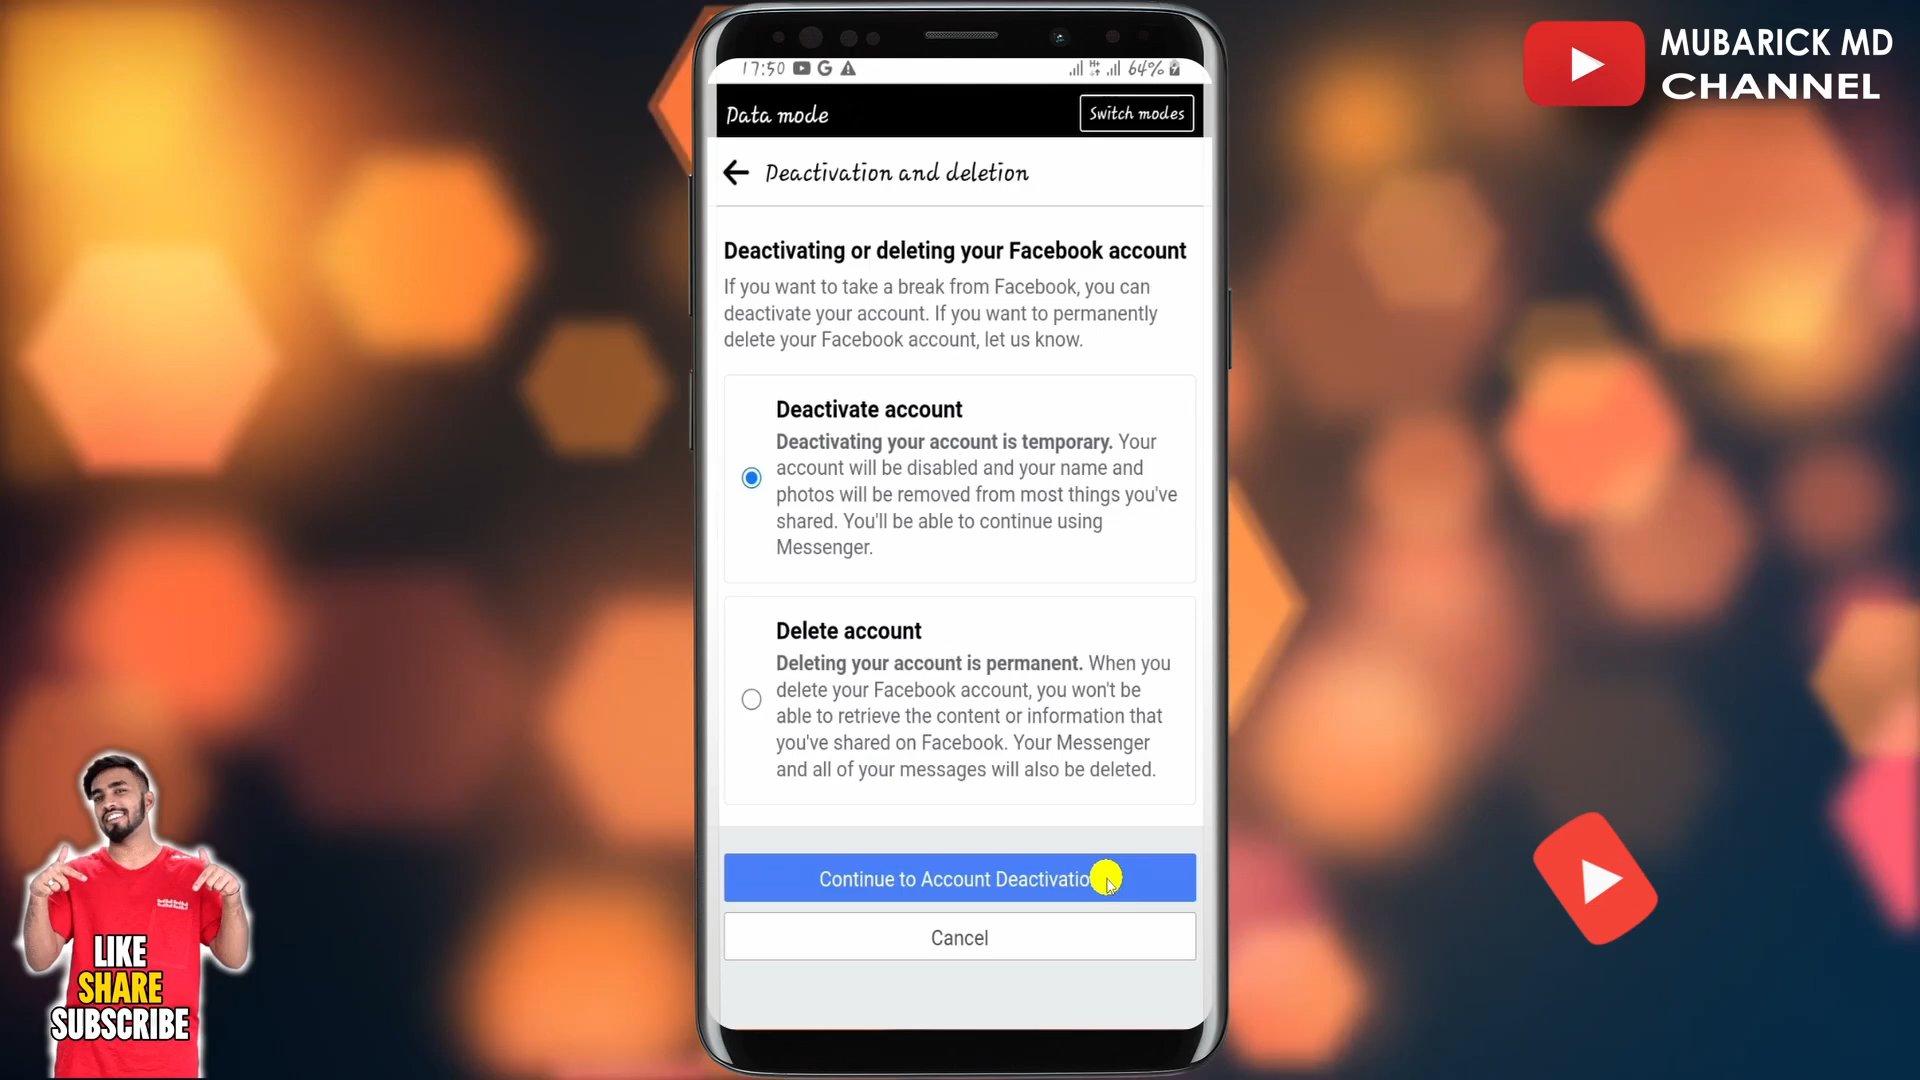 MUBARICK MD
CHANNEL
17:50
64%
Data mode
Switch modes
Deactivation and deletion
Deactivating or deleting your Facebook account
If you want to take a break from Facebook, you can
deactivate your account. If you want to permanently
delete your Facebook account, let us know.
Deactivate account
Deactivating your account is temporary. Your
account will be disabled and your name and
photos will be removed from most things you've
shared. You'll be able to continue using
Messenger.
Delete account
Deleting your account is permanent. When you
delete your Facebook account, you won't be
able to retrieve the content or information that
you've shared on Facebook. Your Messenger
and all of your messages will also be deleted.
Continue to Account Deactivatio
Cancel
LIKE
SHARE
SUBSCRIBE